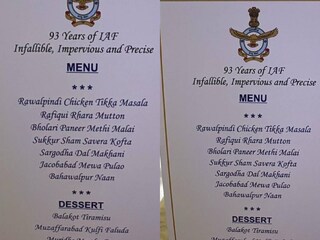 93 Years of IAF
Infallible, Impervious and Precise
MENU
***
Rawalpindi Chicken Tikka Masala
Rafiqui Rhara Mutton
Bholari Paneer Methi Malai
Sukkur Sham Savera Kofta
Sargodha Dal Makhani
Jacobabad Mewa Pulao
Bahawalpur Naan
***
DESSERT
Balakot Tiramisu
Muzaffarabad Kulfi Faluda
93 Years of IAF
Infallible, Impervious and Precise
MENU
***
Rawalpindi Chicken Tikka Masala
Rafiqui Rhara Mutton
Bholari Paneer Methi Malai
Sukkur Sham Savera Kofta
Sargodha Dal Makhani
Jacobabad Mewa Pulao
Bahawalpur Naan
***
DESSERT
Balakot Tiramisu